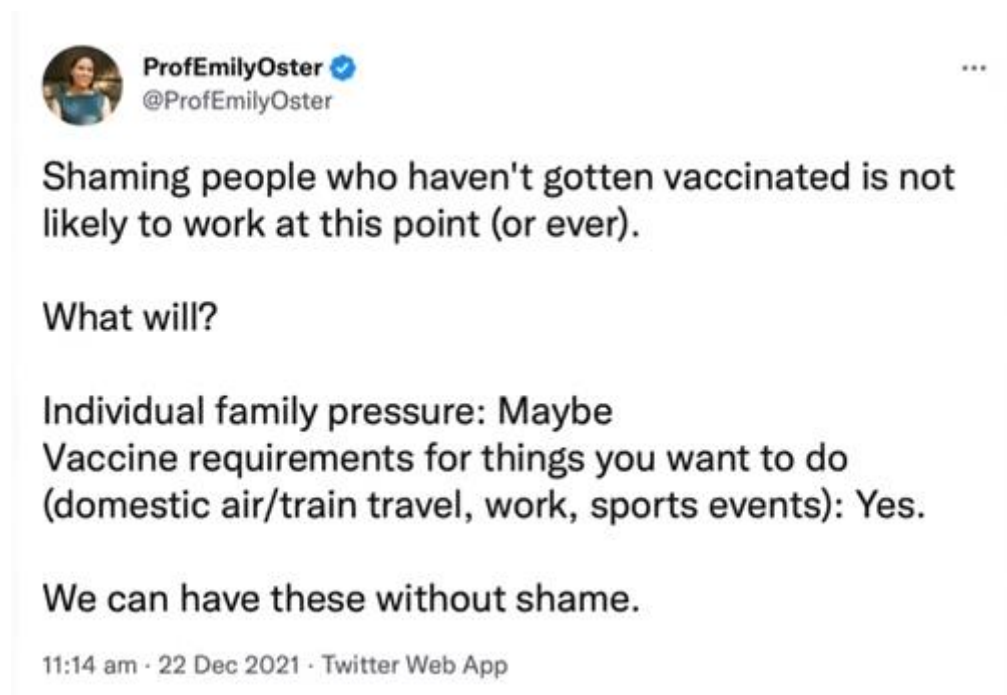 ProfEmilyOster
@ProfEmilyOster
Shaming people who haven't gotten vaccinated is not
likely to work at this point (or ever).
What will?
Individual family pressure: Maybe
Vaccine requirements for things you want to do
(domestic air/train travel, work, sports events): Yes.
We can have these without shame.
11:14 am · 22 Dec 2021 · Twitter Web App